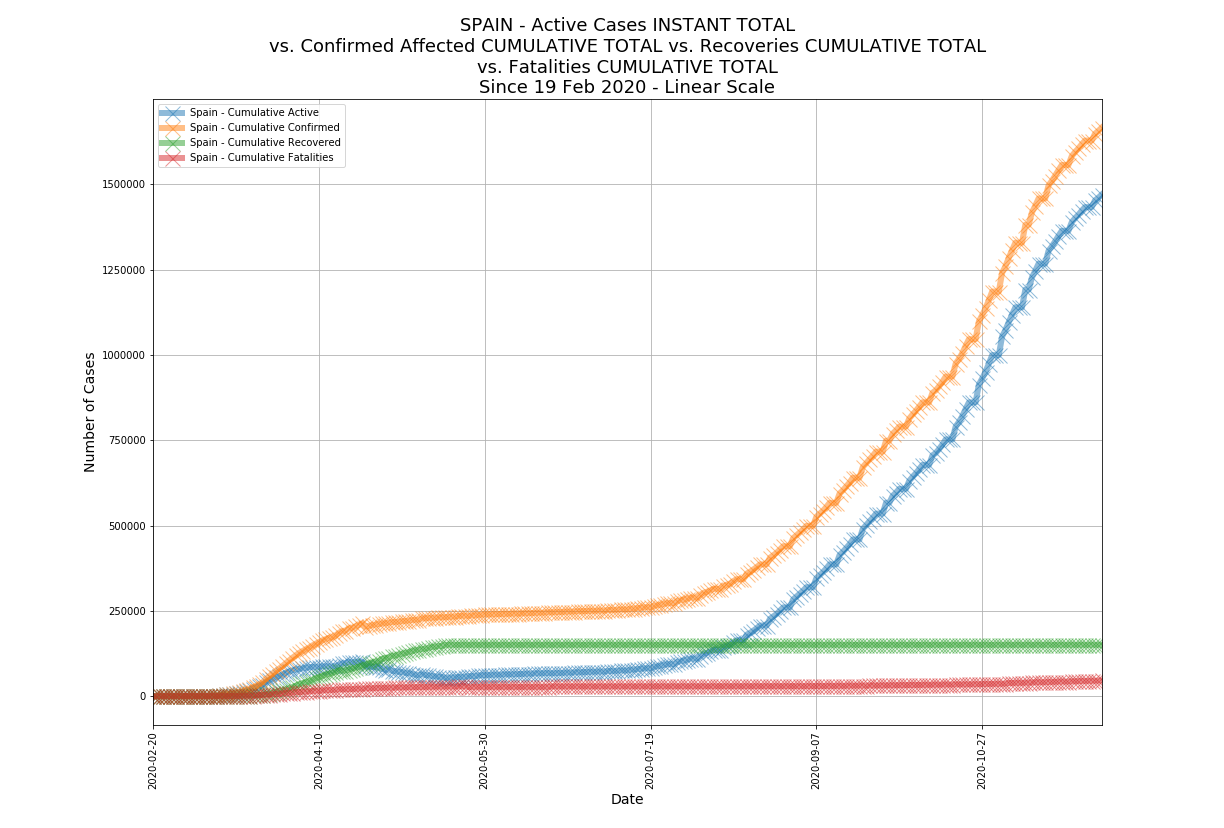 SPAIN - Active Cases INSTANT TOTAL
vs. Confirmed Affected CUMULATIVE TOTAL vs. Recoveries CUMULATIVE TOTAL
vs. Fatalities CUMULATIVE TOTAL
Since 19 Feb 2020 - Linear Scale
Spain - Cumulative Active
Spain - Cumulative Confirmed
Spain - Cumulative Recovered
Spain - Cumulative Fatalities
Number of Cases
1500000
1250000
1000000
750000
500000
250000
0
2020-02-20
2020-04-10
2020-05-30
2020-07-19
2020-09-07
2020-10-27
Date